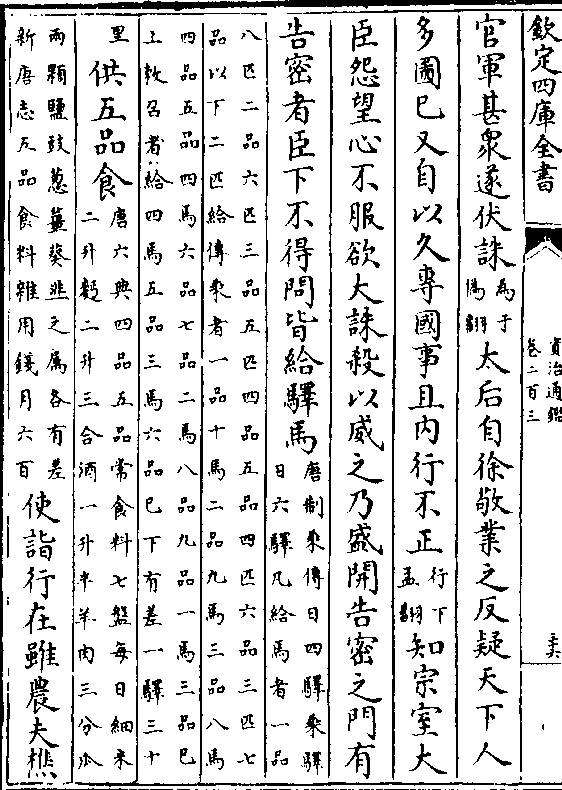 欽定四庫全書
資治通鑑
卷二百三
官軍甚衆遂伏誅為于偽翻太后自徐敬業之反疑天下人
多圖已又自以久專國事且内行不正行下孟翻知宗室大
臣怨望心不服欲大誅殺以威之乃盛開告密之門有
告密者臣下不得問皆給驛馬唐制乘傳日四驛乘驛日六驛凡給馬者一品
八匹二品六匹三品五匹四品五品四匹六品三匹七
品以下二匹給傳乘者一品十馬二品九馬三品八馬
四品五品四馬六品七品二馬八品九品一馬三品已
上敕召者給四馬五品三馬六品已下有差一驛三十
里供五品食唐六典四品五品常食料七盤每日細米二升麪二升三合酒一升半羊肉三分瓜
兩顆鹽豉葱薑葵韭之屬各有差新唐志五品食料雜用錢月六百使詣行在雖農夫樵